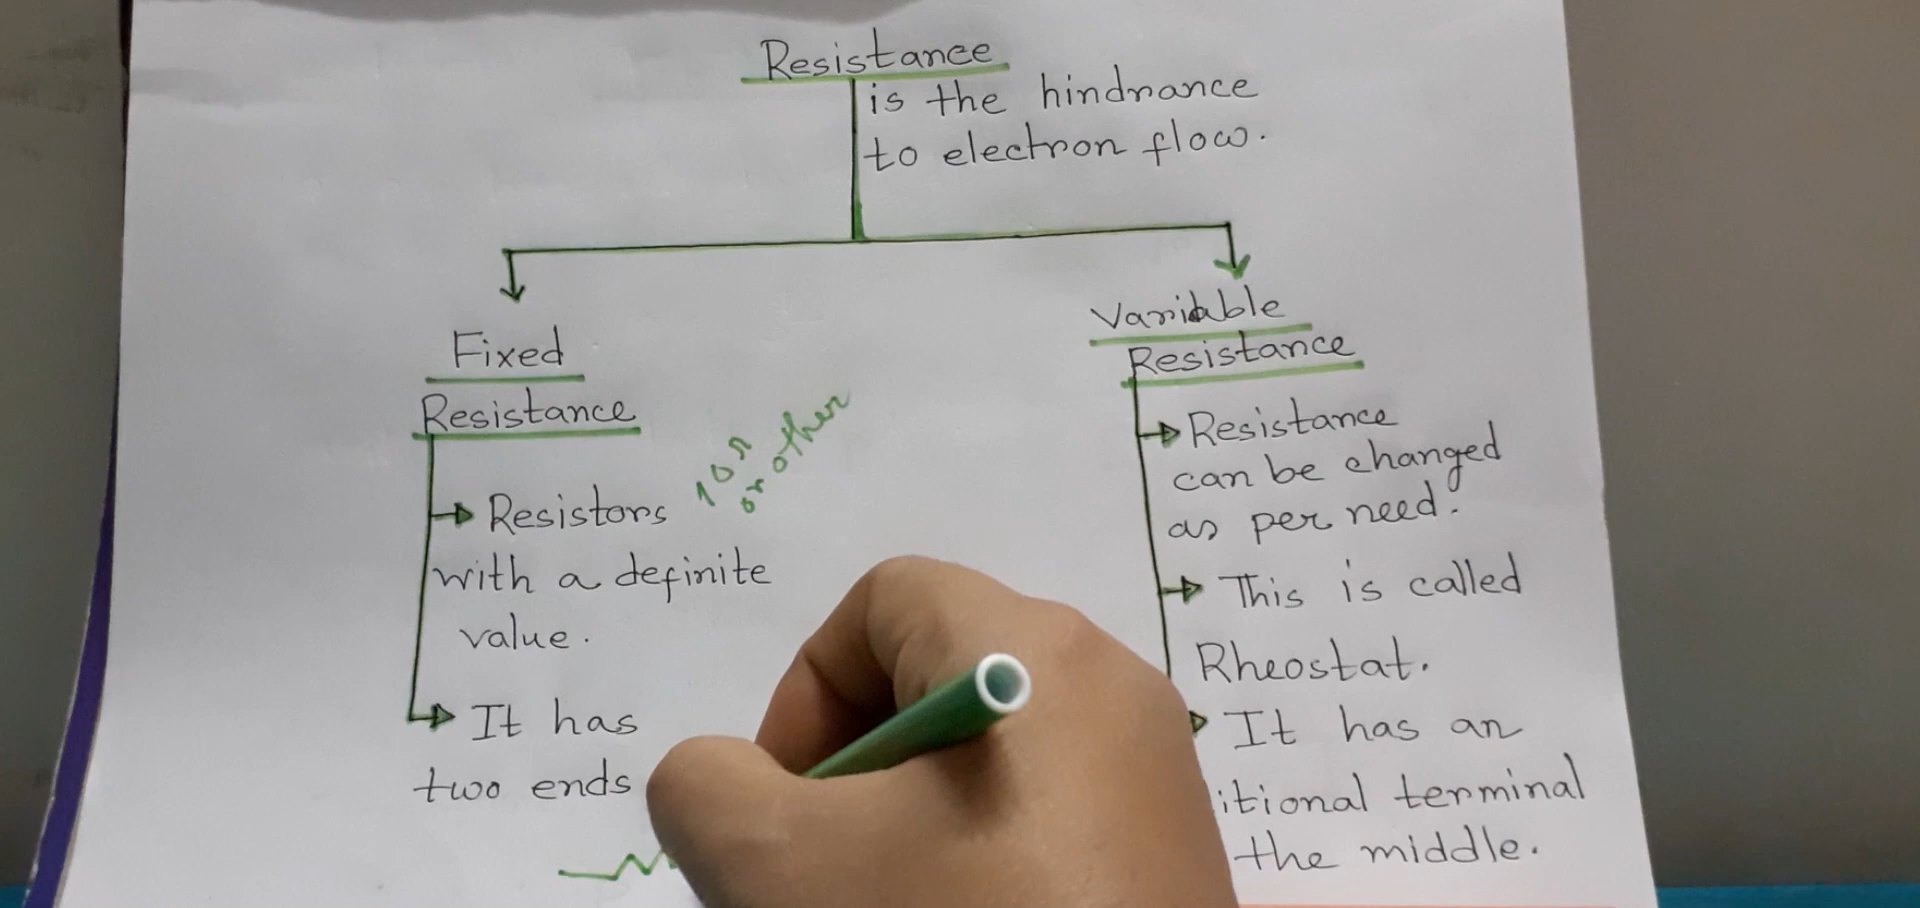 Resistance
is the hindrance
to electron flow.
Fixed
Resistance
10Ω
or other
Resistors
with a definite
value.
It has
two ends
Variable
Resistance
Resistance
can be changed
as per need.
This is called
Rheostat.
It has an
itional terminal
the middle.